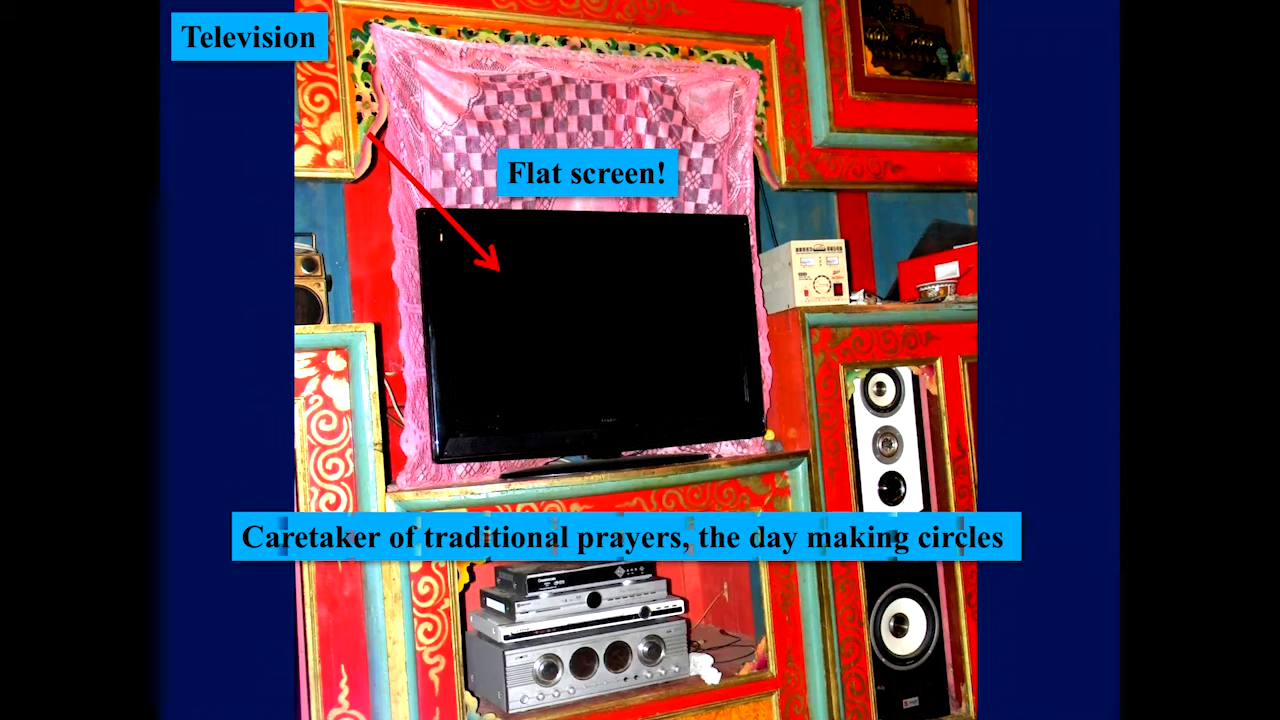 Television
Flat screen!
Caretaker of traditional prayers, the day making circles